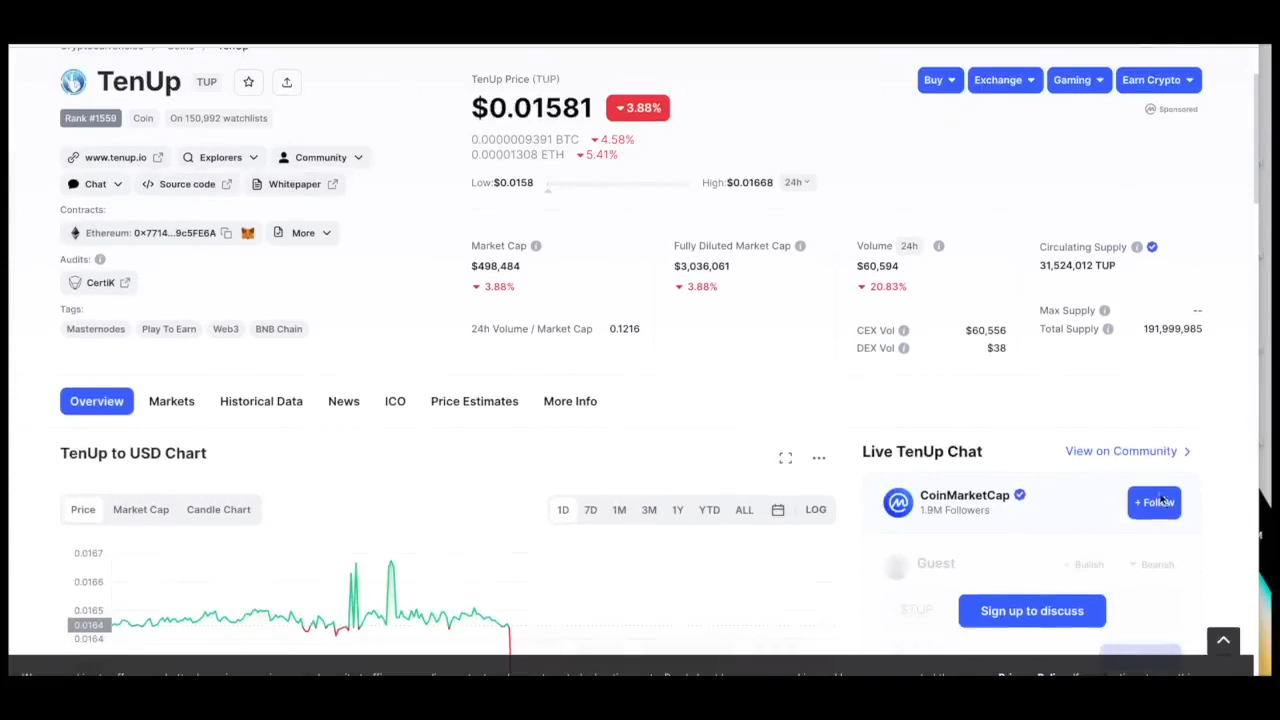 TenUp TUP
Rank #1559 Coin On 150,992 watchlists
www.tenup.io Explorers Community
Chat Source code Whitepaper
Contracts:
Ethereum: 0x7714...9c5FE6A More
Audits:
CertiK
Tags:
Masternodes Play To Earn Web3 BNB Chain
TenUp Price (TUP)
$0.01581 3.88%
0.0000009391 BTC 4.58%
0.00001308 ETH 5.41%
Low:$0.0158 High:$0.01668 24h
Buy Exchange Gaming Earn Crypto
Sponsored
Market Cap
$498,484
3.88%
24h Volume / Market Cap 0.1216
Fully Diluted Market Cap
$3,036,061
3.88%
Volume 24h
$60,594
20.83%
CEX Vol $60,556
DEX Vol $38
Circulating Supply
31,524,012 TUP
Max Supply --
Total Supply 191,999,985
Overview Markets Historical Data News ICO Price Estimates More Info
TenUp to USD Chart
Price Market Cap Candle Chart
1D 7D 1M 3M 1Y YTD ALL LOG
0.0167
0.0166
0.0165
0.0164
0.0164
Live TenUp Chat View on Community
CoinMarketCap + Follow
1.9M Followers
Guest Bullish Bearish
$TUP
Sign up to discuss